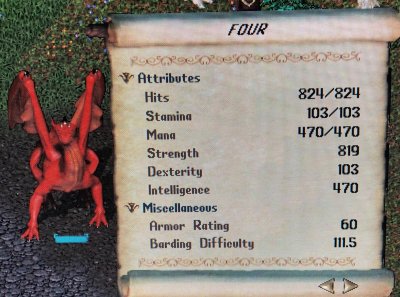 FOUR
Attributes
Hits 824/824
Stamina 103/103
Mana 470/470
Strength 819
Dexterity 103
Intelligence 470
Miscellaneous
Armor Rating 60
Barding Difficulty 111.5